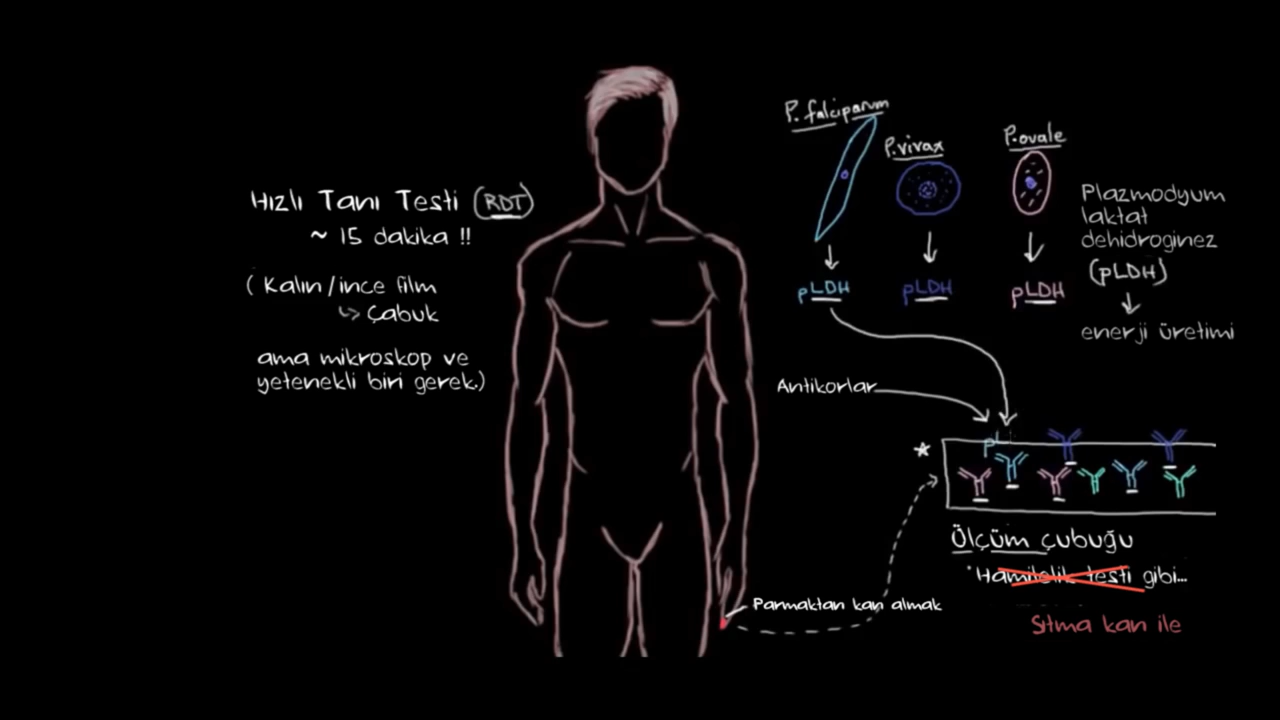 Hızlı Tanı Testi (RDT)
~ 15 dakika !!
( Kalın/ince film
↳ Çabuk
ama mikroskop ve
yetenekli biri gerek.)
P. falciparum
P.vivax
P.ovale
pLDH
pLDH
pLDH
Plazmodyum
laktat
dehidroginez
(pLDH)
enerji üretimi
Antikorlar
*
pL
Ölçüm çubuğu
"Hamilelik testi gibi...
Sıtma kan ile
Parmaktan kan almak